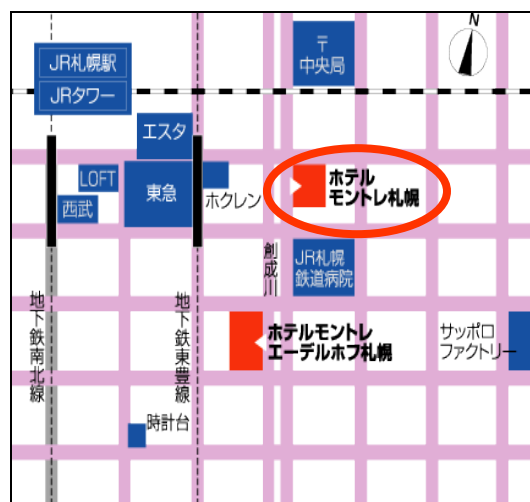 N
〒
中央局
JR札幌駅
JRタワー
エスタ
LOFT
東急
西武
ホクレン
ホテル
モントレ札幌
創成川
JR札幌
鉄道病院
地下鉄南北線
地下鉄東豊線
ホテルモントレ
エーデルホフ札幌
サッポロ
ファクトリー
時計台